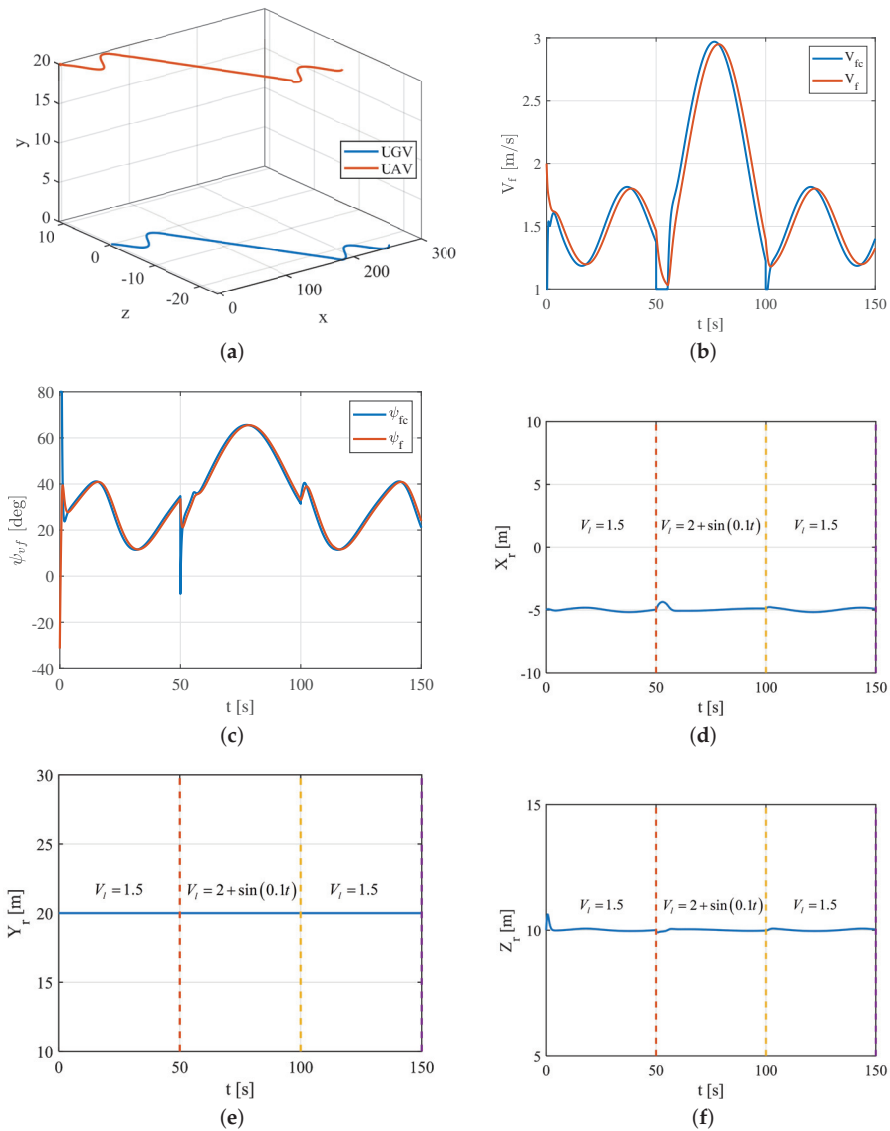 20
15
10
5
0
y
10
0
-10
-20
z
0
100
200
300
x
UGV
UAV
(a)
3
2.5
2
1.5
1
V_f [m/s]
V_fc
V_f
0
50
100
150
t [s]
(b)
80
60
40
20
0
-20
-40
ψ_vf [deg]
ψ_fc
ψ_f
0
50
100
150
t [s]
(c)
10
5
0
-5
-10
X_r [m]
V_l = 1.5
V_l = 2 + sin(0.1t)
V_l = 1.5
0
50
100
150
t [s]
(d)
30
25
20
15
10
Y_r [m]
V_l = 1.5
V_l = 2 + sin(0.1t)
V_l = 1.5
0
50
100
150
t [s]
(e)
15
10
5
Z_r [m]
V_l = 1.5
V_l = 2 + sin(0.1t)
V_l = 1.5
0
50
100
150
t [s]
(f)